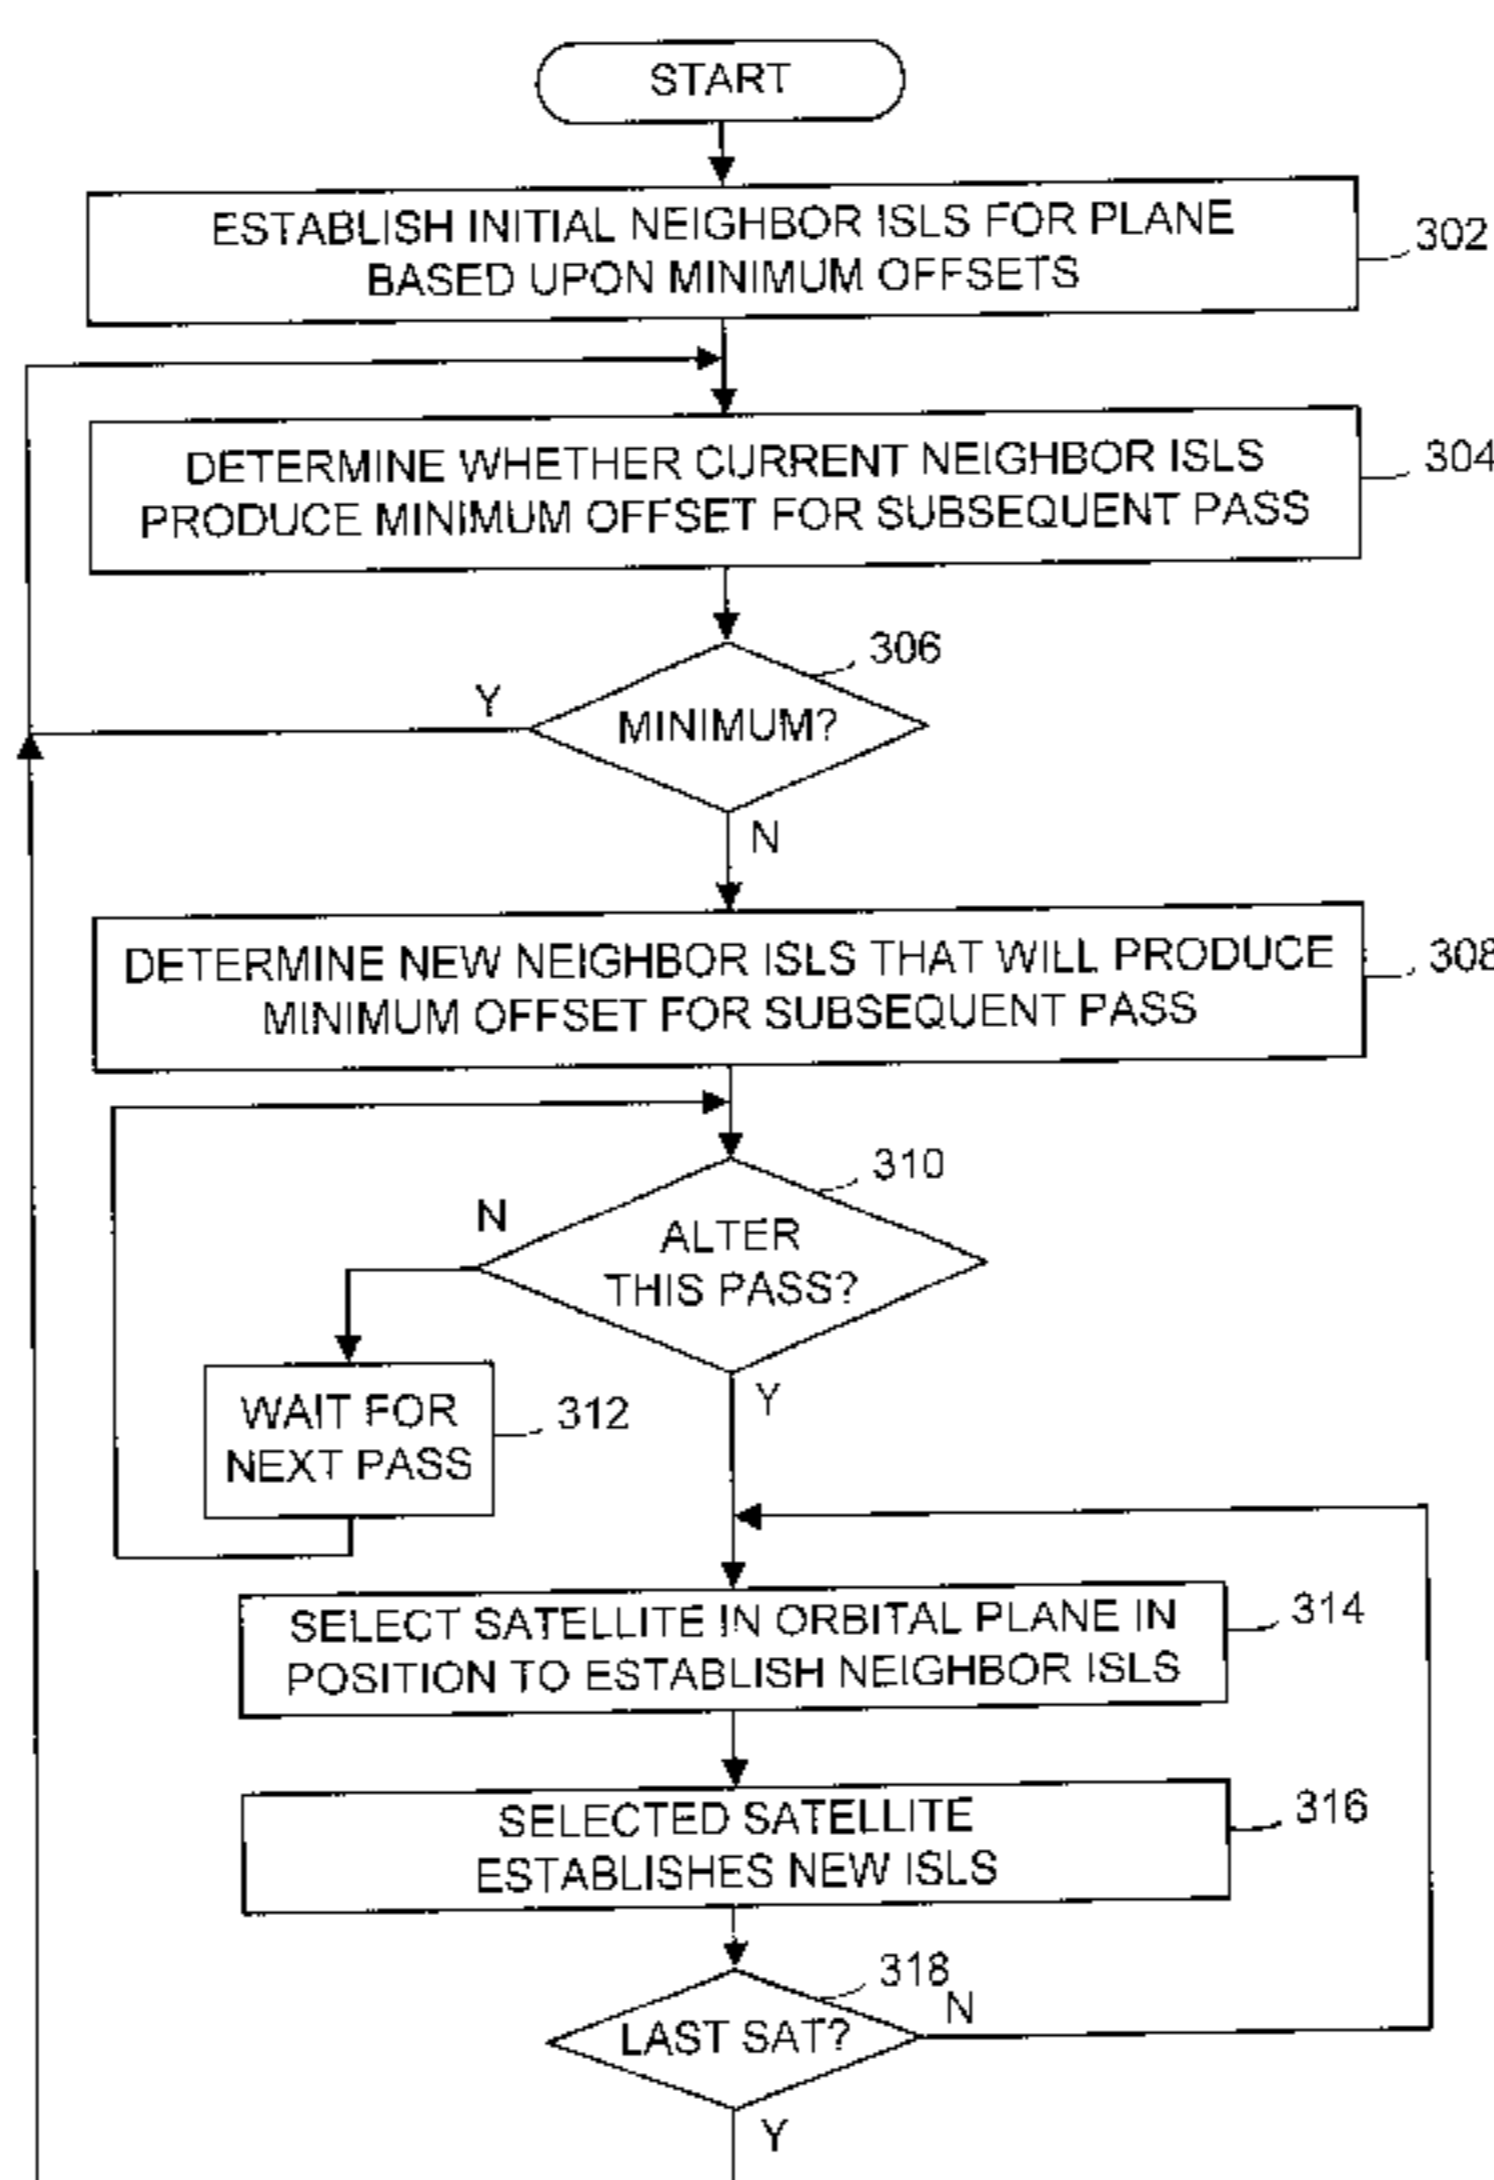 START
ESTABLISH INITIAL NEIGHBOR ISLS FOR PLANE
BASED UPON MINIMUM OFFSETS
302
DETERMINE WHETHER CURRENT NEIGHBOR ISLS
PRODUCE MINIMUM OFFSET FOR SUBSEQUENT PASS
304
306
Y
MINIMUM?
N
DETERMINE NEW NEIGHBOR ISLS THAT WILL PRODUCE
MINIMUM OFFSET FOR SUBSEQUENT PASS
308
310
N
ALTER
THIS PASS?
Y
WAIT FOR
NEXT PASS
312
SELECT SATELLITE IN ORBITAL PLANE IN
POSITION TO ESTABLISH NEIGHBOR ISLS
314
SELECTED SATELLITE
ESTABLISHES NEW ISLS
316
318
N
LAST SAT?
Y